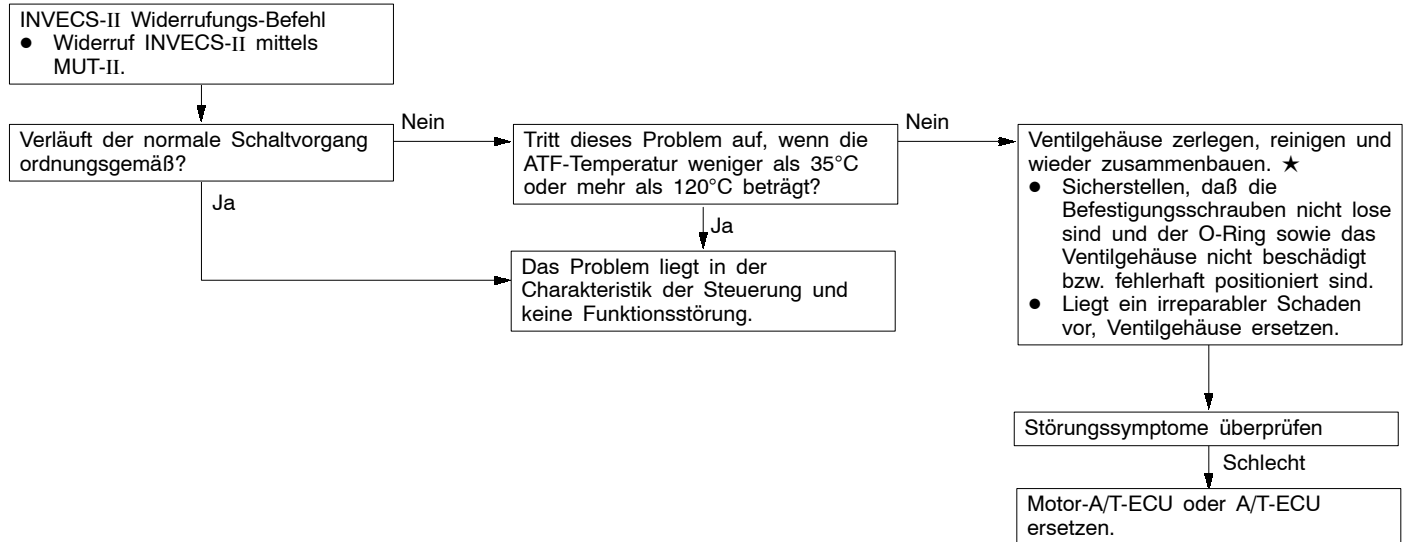 INVECS-II Widerrufungs-Befehl
● Widerruf INVECS-II mittels
MUT-II.
Verläuft der normale Schaltvorgang
ordnungsgemäß?
Nein
Ja
Tritt dieses Problem auf, wenn die
ATF-Temperatur weniger als 35°C
oder mehr als 120°C beträgt?
Nein
Ja
Das Problem liegt in der
Charakteristik der Steuerung und
keine Funktionsstörung.
Ventilgehäuse zerlegen, reinigen und
wieder zusammenbauen. ★
● Sicherstellen, daß die
Befestigungsschrauben nicht lose
sind und der O-Ring sowie das
Ventilgehäuse nicht beschädigt
bzw. fehlerhaft positioniert sind.
● Liegt ein irreparabler Schaden
vor, Ventilgehäuse ersetzen.
Störungssymptome überprüfen
Schlecht
Motor-A/T-ECU oder A/T-ECU
ersetzen.